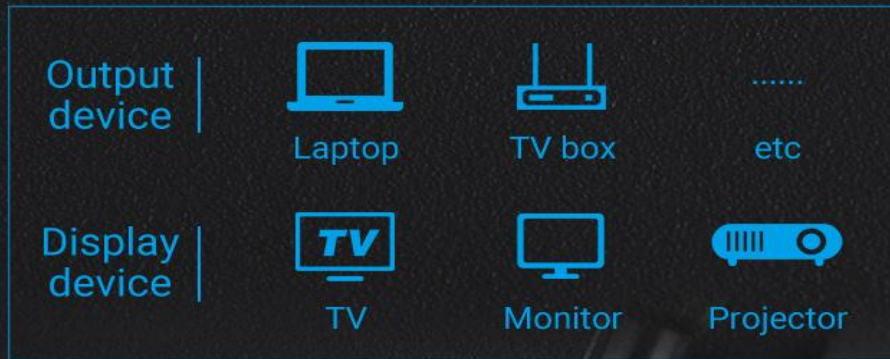 Output
device
Laptop
TV box
......
etc
Display
device
TV
TV
Monitor
Projector